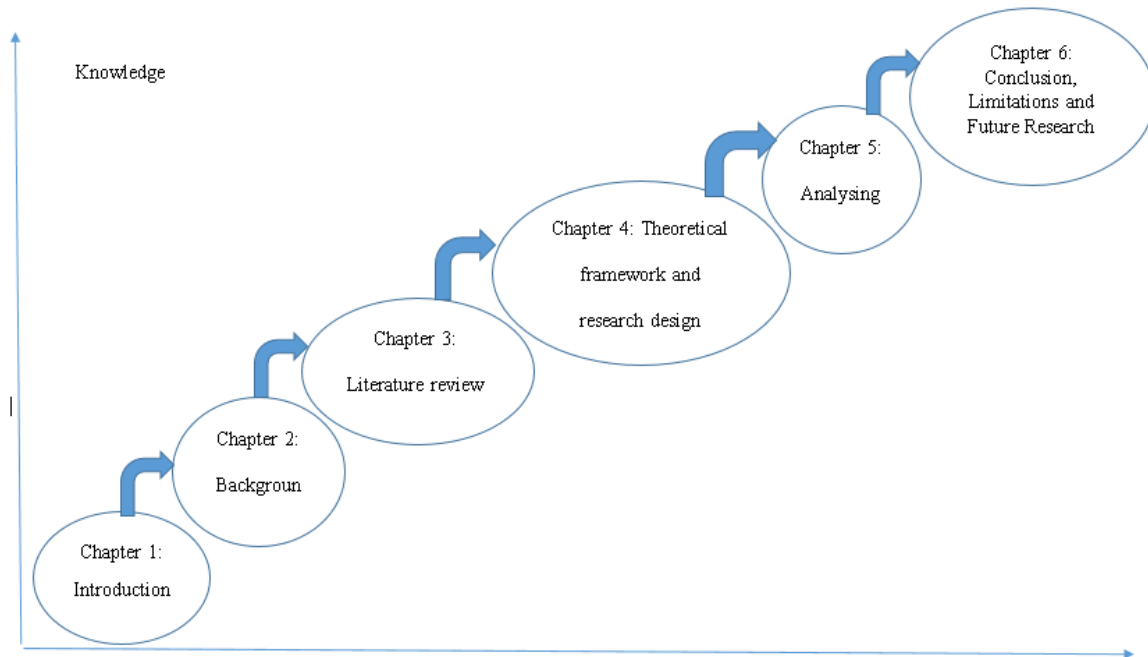 Knowledge
Chapter 1:
Introduction
Chapter 2:
Backgroun
Chapter 3:
Literature review
Chapter 4: Theoretical
framework and
research design
Chapter 5:
Analysing
Chapter 6:
Conclusion,
Limitations and
Future Research